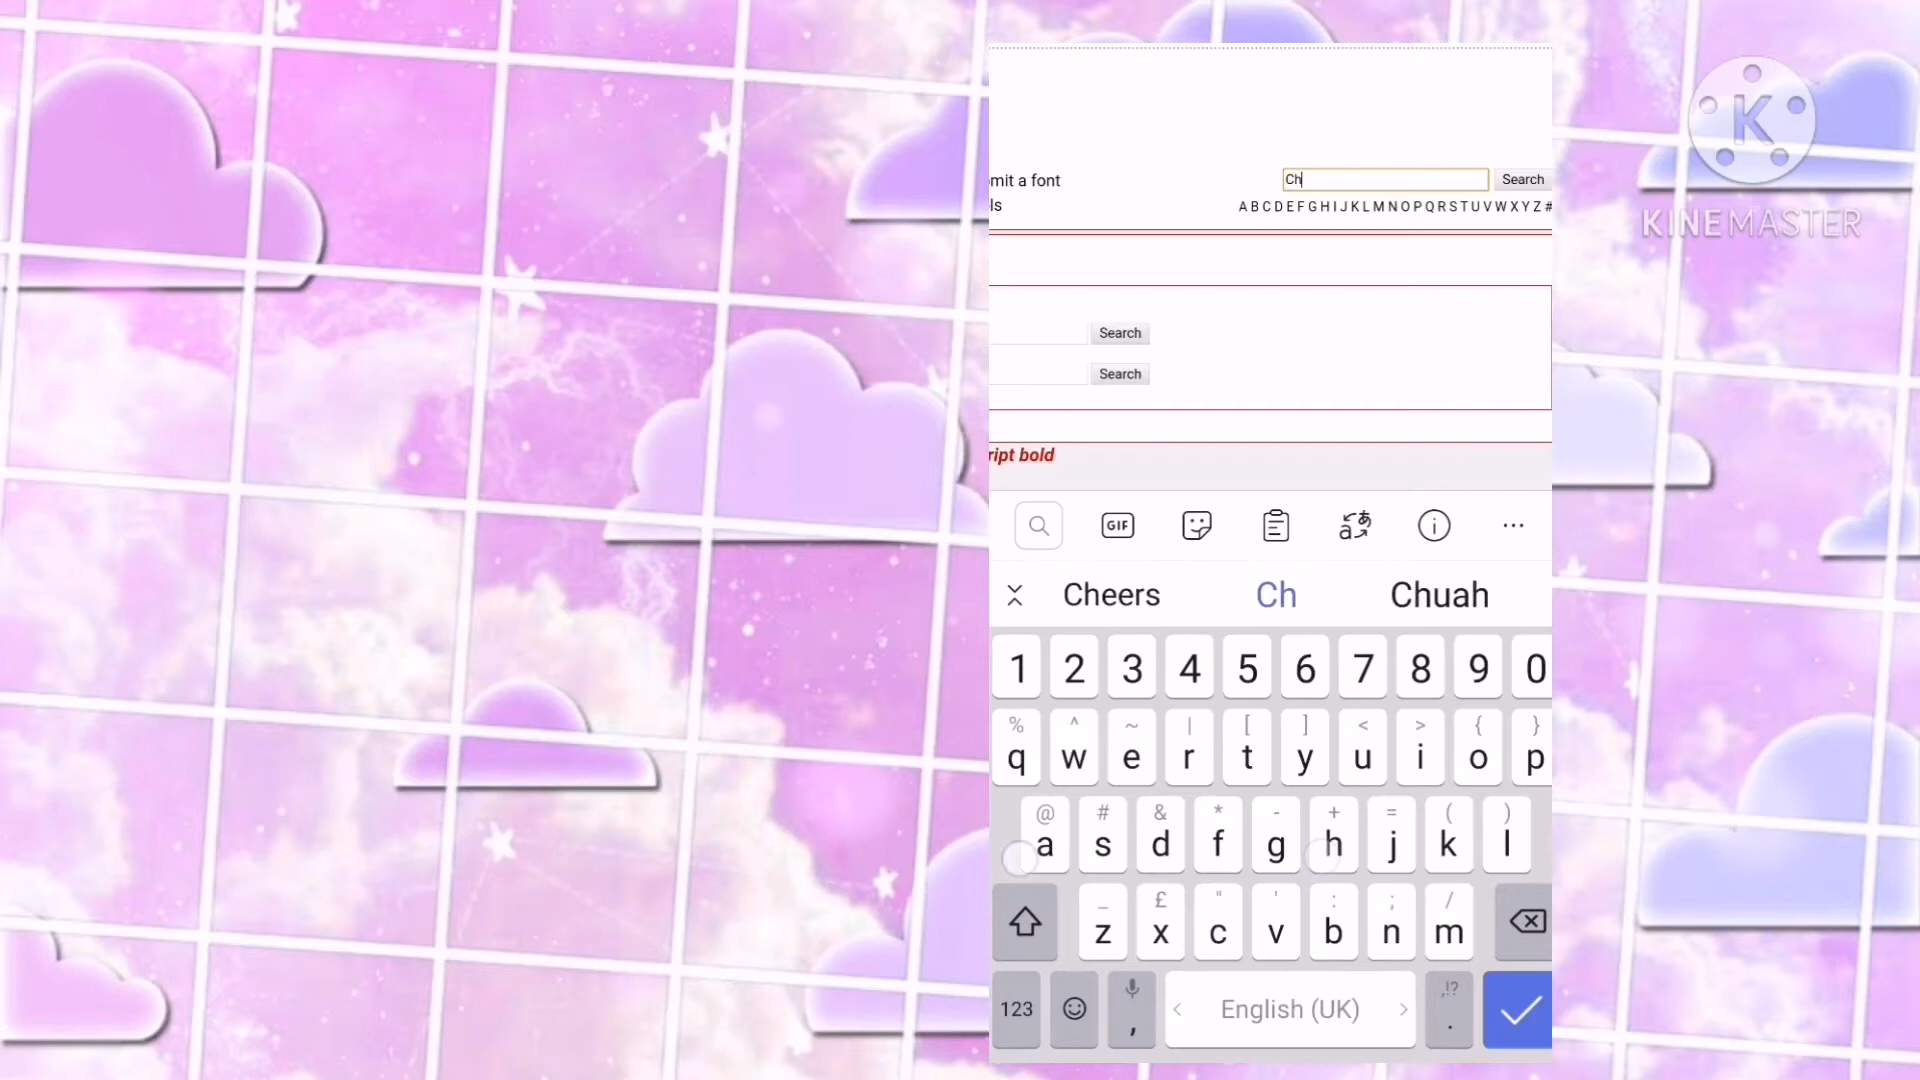 K
KINEMASTER
mit a font
Ch
Search
ls
A B C D E F G H I J K L M N O P Q R S T U V W X Y Z #
Search
Search
ript bold
GIF
Cheers Ch Chuah
1 2 3 4 5 6 7 8 9 0
% ^ ~ | [ ] < > { }
q w e r t y u i o p
@ # & * - + = ( )
a s d f g h j k l
_ £ " ' : ; /
z x c v b n m
123 , < English (UK) > ,!? .